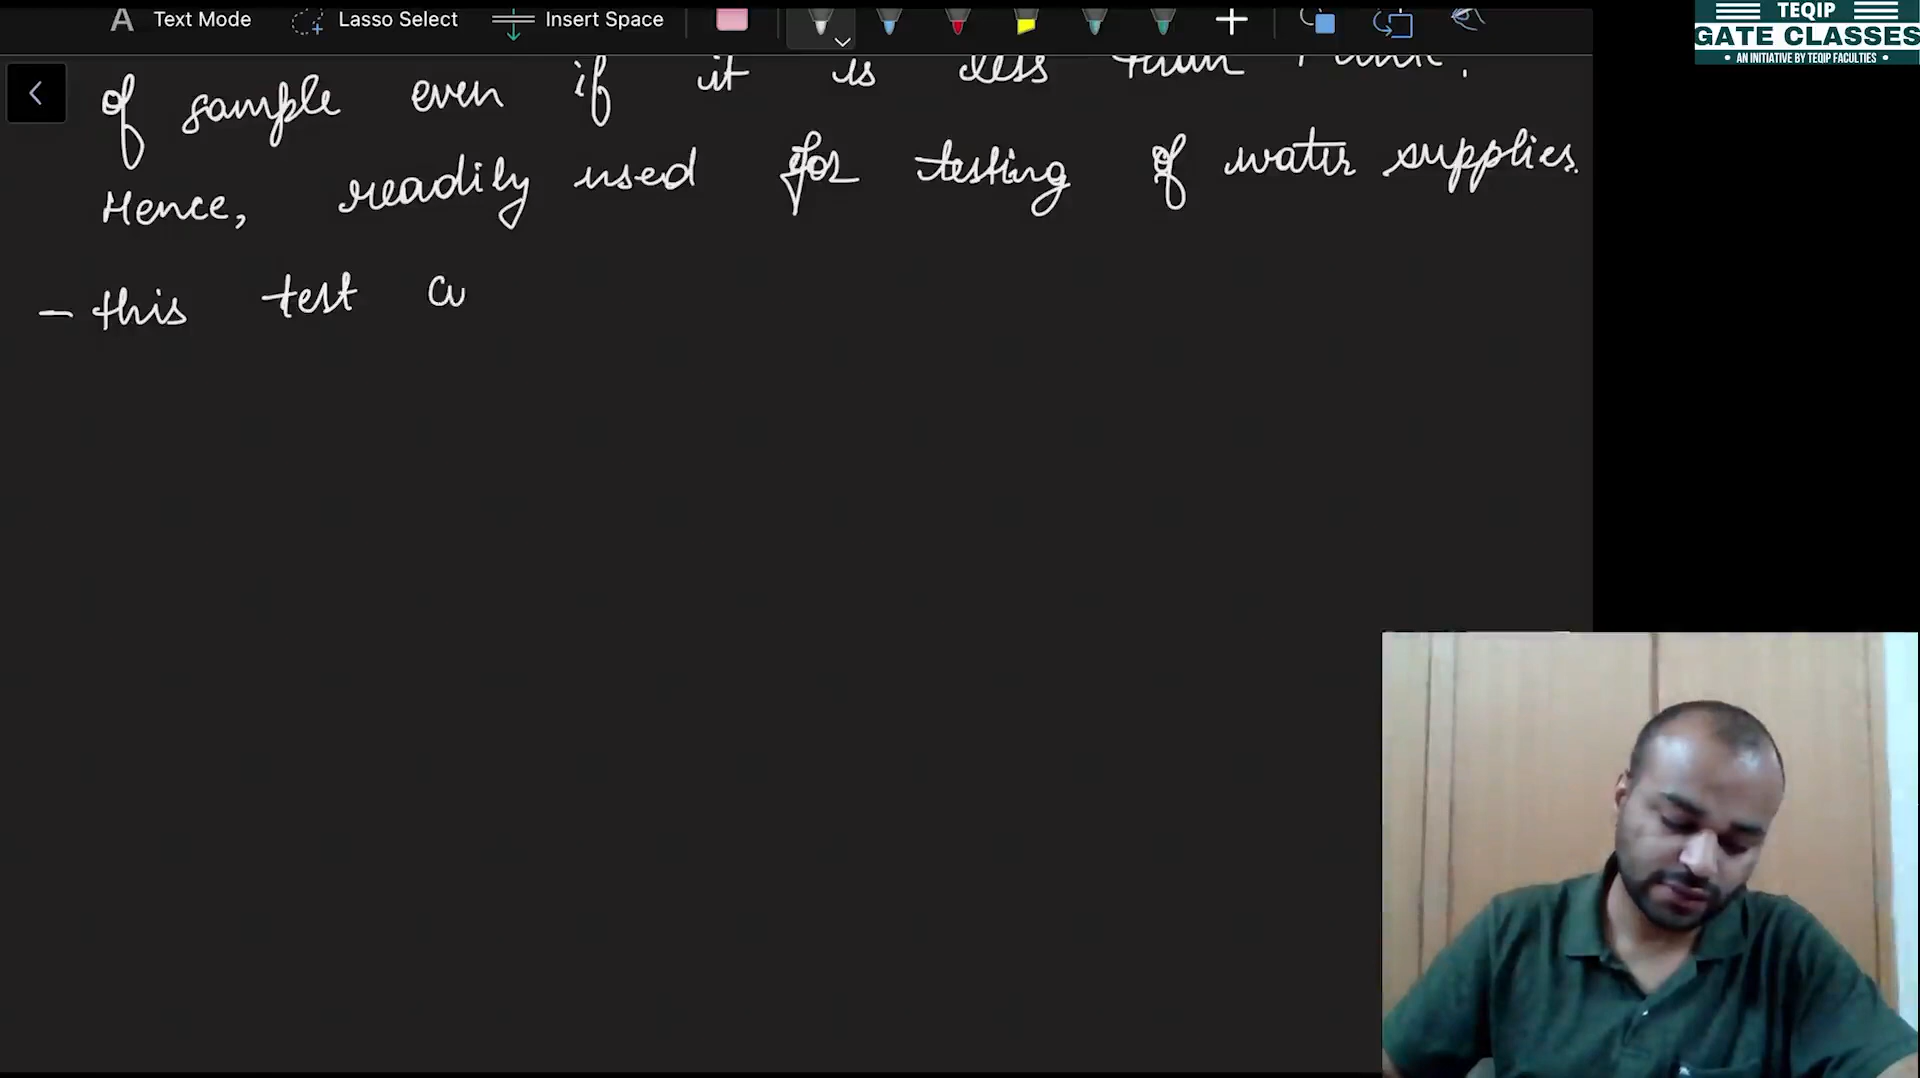 Text Mode Lasso Select Insert Space
TEQIP
GATE CLASSES
• AN INITIATIVE BY TEQIP FACULTIES •
of sample even if it is less than
Hence, readily used for testing of water supplies.
- this test